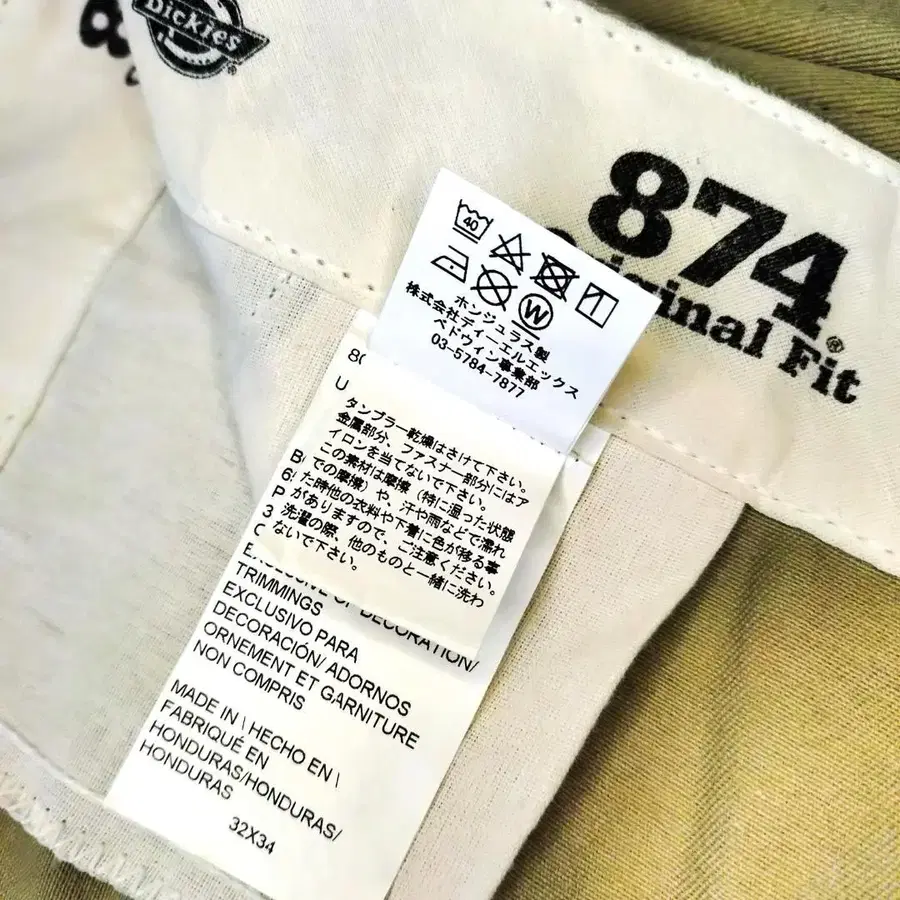 Dickies
®
874®
Original Fit
40
W
ホンジュラス製
株式会社ディーエルエックス
ベドウィン事業部
03-5784-7877
タンブラー乾燥はさけて下さい。
金属部分、ファスナー部分にはア
イロンを当てないで下さい。
この素材は摩擦（特に湿った状態
での摩擦）や、汗や雨などで濡れ
た時他の衣料や下着に色が移る事
がありますので、ご注意ください。
洗濯の際、他のものと一緒に洗わ
ないで下さい。
80
U
B
6
P
3
EXCLUSIVE OF DECORATION/
TRIMMINGS
EXCLUSIVO PARA
DECORACIÓN/ ADORNOS
ORNEMENT ET GARNITURE
NON COMPRIS
MADE IN \ HECHO EN \
FABRIQUÉ EN
HONDURAS/HONDURAS/
HONDURAS
32X34